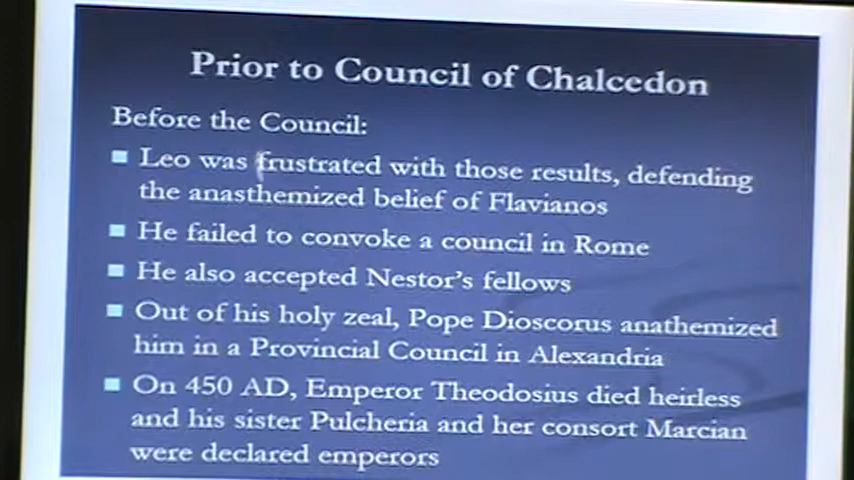 Prior to Council of Chalcedon
Before the Council:
Leo was frustrated with those results, defending
the anasthemized belief of Flavianos
He failed to convoke a council in Rome
He also accepted Nestor's fellows
Out of his holy zeal, Pope Dioscorus anathemized
him in a Provincial Council in Alexandria
On 450 AD, Emperor Theodosius died heirless
and his sister Pulcheria and her consort Marcian
were declared emperors